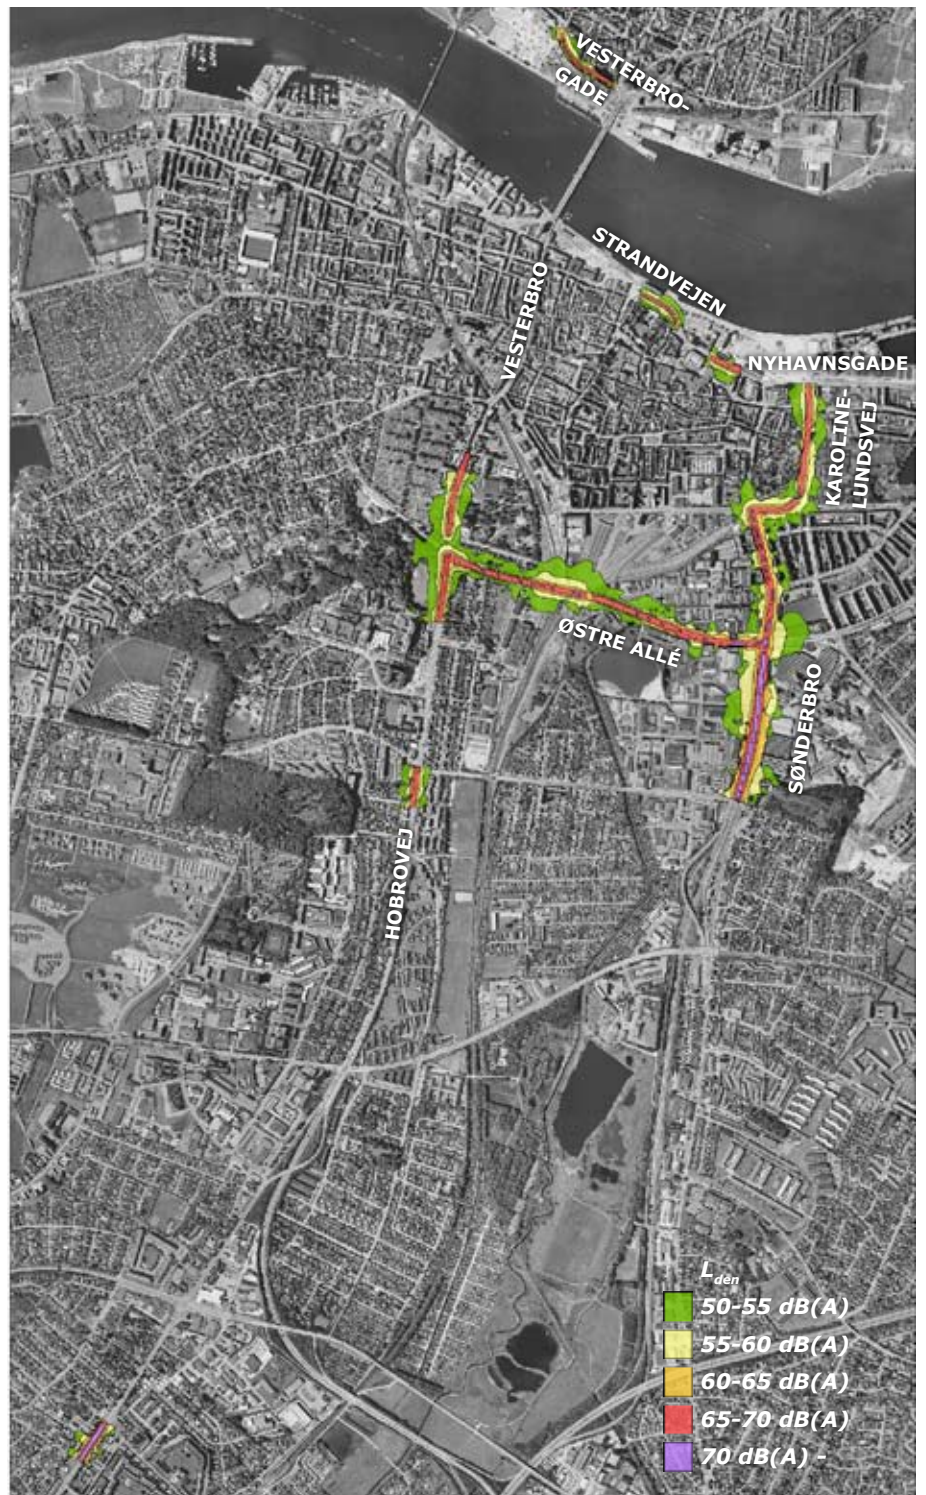 VESTERBRO-
GADE
STRANDVEJEN
VESTERBRO
NYHAVNSGADE
KAROLINE-
LUNDSVEJ
ØSTRE ALLÉ
SØNDERBRO
HOBROVEJ
Lden
50-55 dB(A)
55-60 dB(A)
60-65 dB(A)
65-70 dB(A)
70 dB(A) -